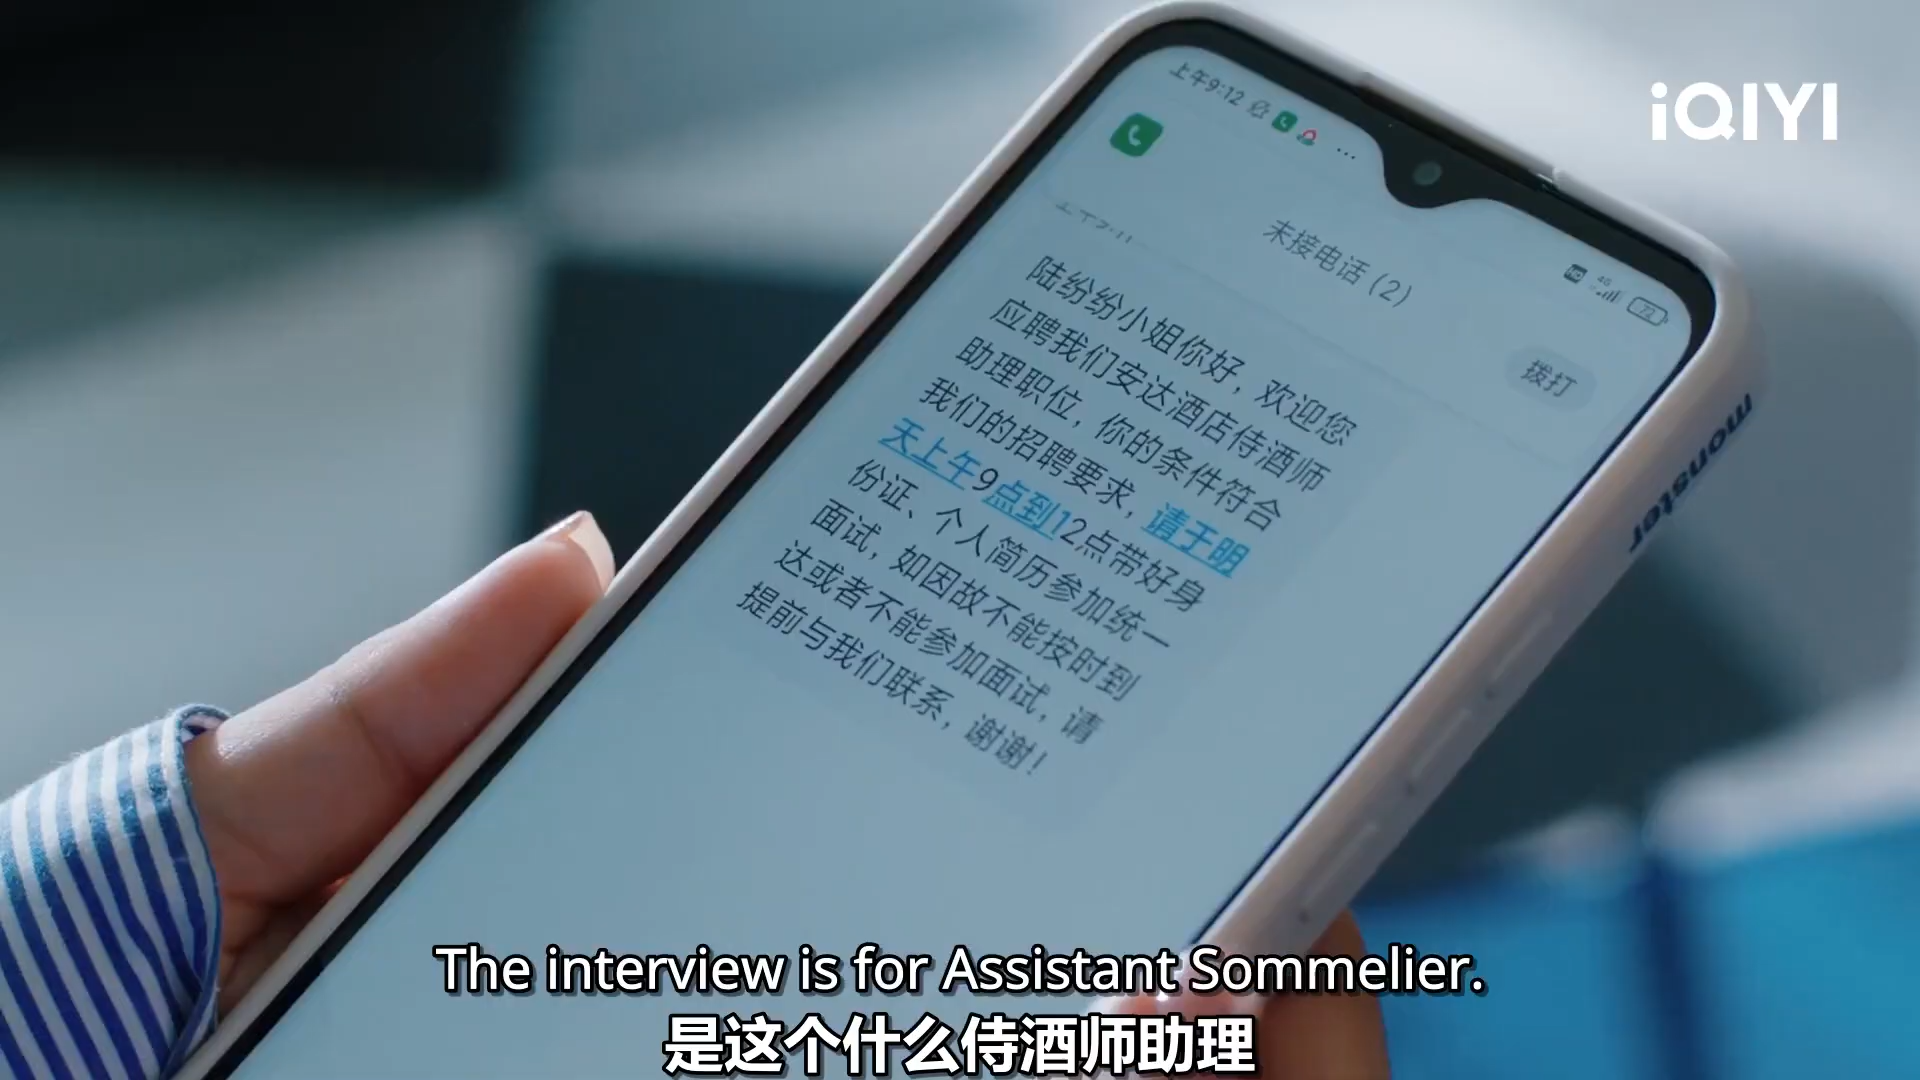 iQIYI
上午9:12
未接电话(2)
拨打
陆纷纷小姐你好，欢迎您
应聘我们安达酒店侍酒师
助理职位，你的条件符合
我们的招聘要求，请于明
天上午9点到12点带好身
份证、个人简历参加统一
面试，如因故不能按时到
达或者不能参加面试，请
提前与我们联系，谢谢！
monster
The interview is for Assistant Sommelier.
是这个什么侍酒师助理